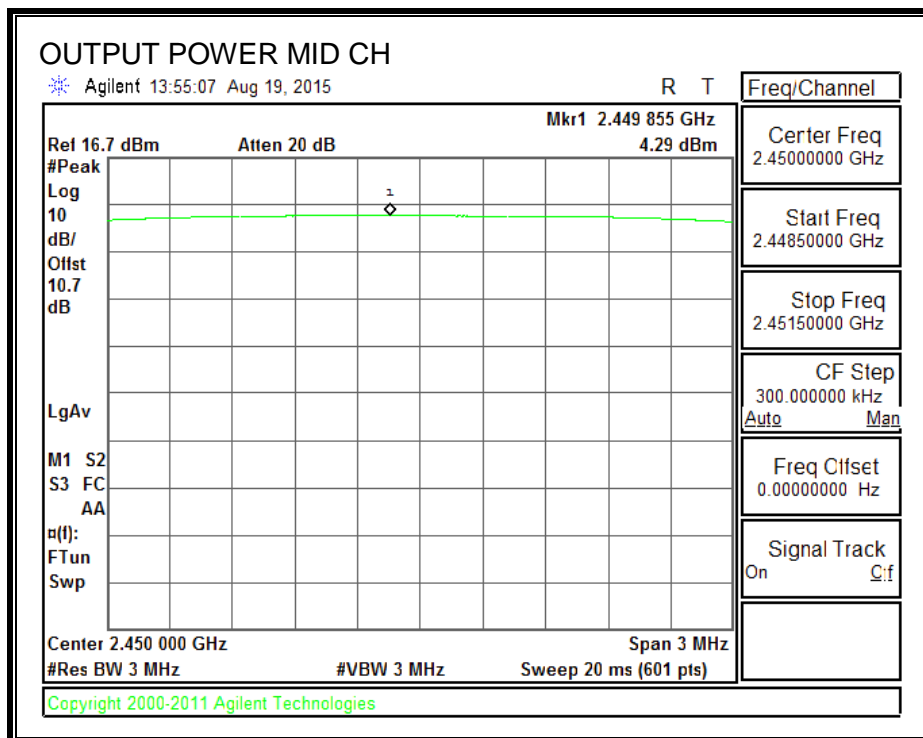 OUTPUT POWER MID CH
Agilent 13:55:07 Aug 19, 2015 R T
Mkr1 2.449 855 GHz
Ref 16.7 dBm Atten 20 dB 4.29 dBm
#Peak
Log
10
dB/
Offst
10.7
dB
1
LgAv
M1 S2
S3 FC
AA
¤(f):
FTun
Swp
Center 2.450 000 GHz Span 3 MHz
#Res BW 3 MHz #VBW 3 MHz Sweep 20 ms (601 pts)
Copyright 2000-2011 Agilent Technologies
Freq/Channel
Center Freq
2.45000000 GHz
Start Freq
2.44850000 GHz
Stop Freq
2.45150000 GHz
CF Step
300.000000 kHz
Auto Man
Freq Offset
0.00000000 Hz
Signal Track
On Off